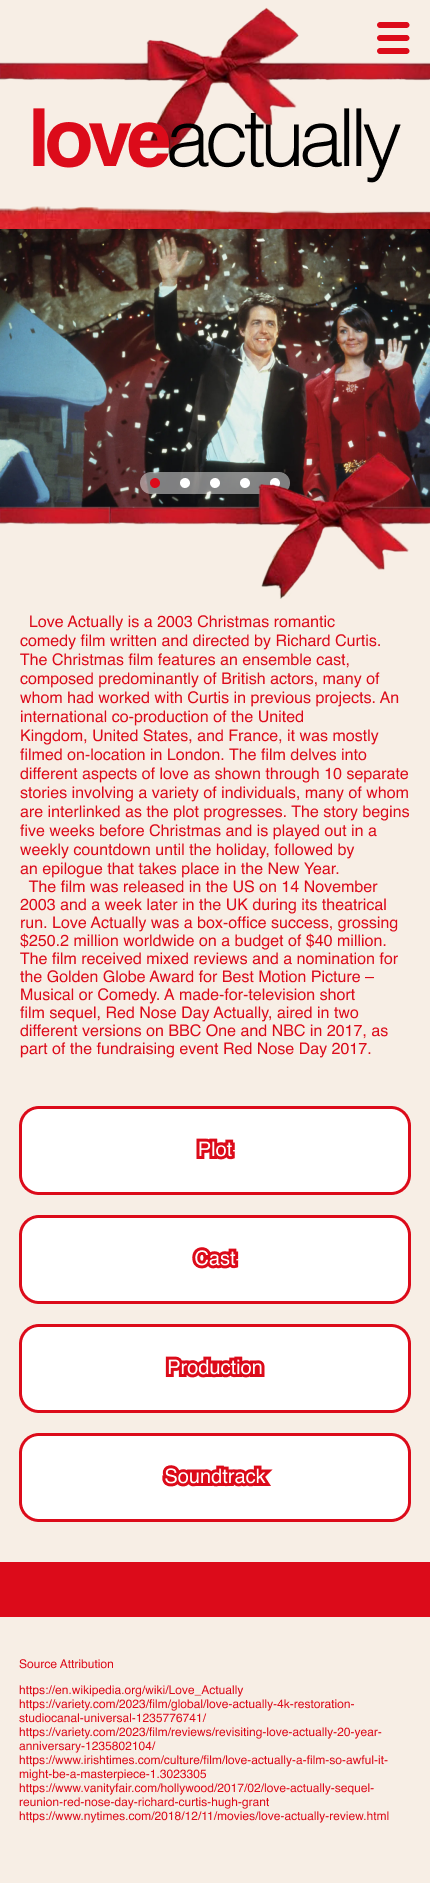 loveactually
CHRISTM
Love Actually is a 2003 Christmas romantic
comedy film written and directed by Richard Curtis.
The Christmas film features an ensemble cast,
composed predominantly of British actors, many of
whom had worked with Curtis in previous projects. An
international co-production of the United
Kingdom, United States, and France, it was mostly
filmed on-location in London. The film delves into
different aspects of love as shown through 10 separate
stories involving a variety of individuals, many of whom
are interlinked as the plot progresses. The story begins
five weeks before Christmas and is played out in a
weekly countdown until the holiday, followed by
an epilogue that takes place in the New Year.
The film was released in the US on 14 November
2003 and a week later in the UK during its theatrical
run. Love Actually was a box-office success, grossing
$250.2 million worldwide on a budget of $40 million.
The film received mixed reviews and a nomination for
the Golden Globe Award for Best Motion Picture –
Musical or Comedy. A made-for-television short
film sequel, Red Nose Day Actually, aired in two
different versions on BBC One and NBC in 2017, as
part of the fundraising event Red Nose Day 2017.
Plot
Cast
Production
Soundtrack
Source Attribution
https://en.wikipedia.org/wiki/Love_Actually
https://variety.com/2023/film/global/love-actually-4k-restoration-
studiocanal-universal-1235776741/
https://variety.com/2023/film/reviews/revisiting-love-actually-20-year-
anniversary-1235802104/
https://www.irishtimes.com/culture/film/love-actually-a-film-so-awful-it-
might-be-a-masterpiece-1.3023305
https://www.vanityfair.com/hollywood/2017/02/love-actually-sequel-
reunion-red-nose-day-richard-curtis-hugh-grant
https://www.nytimes.com/2018/12/11/movies/love-actually-review.html